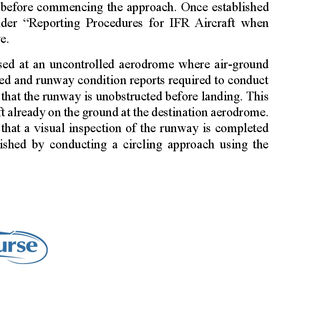 before commencing the approach. Once established
der “Reporting Procedures for IFR Aircraft when
e.
sed at an uncontrolled aerodrome where air-ground
ed and runway condition reports required to conduct
that the runway is unobstructed before landing. This
ft already on the ground at the destination aerodrome.
that a visual inspection of the runway is completed
ished by conducting a circling approach using the
urse